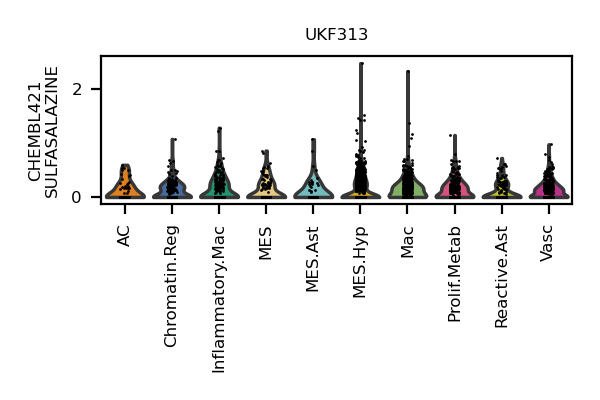 UKF313
CHEMBL421
SULFASALAZINE
2
0
AC
Chromatin.Reg
Inflammatory.Mac
MES
MES.Ast
MES.Hyp
Mac
Prolif.Metab
Reactive.Ast
Vasc